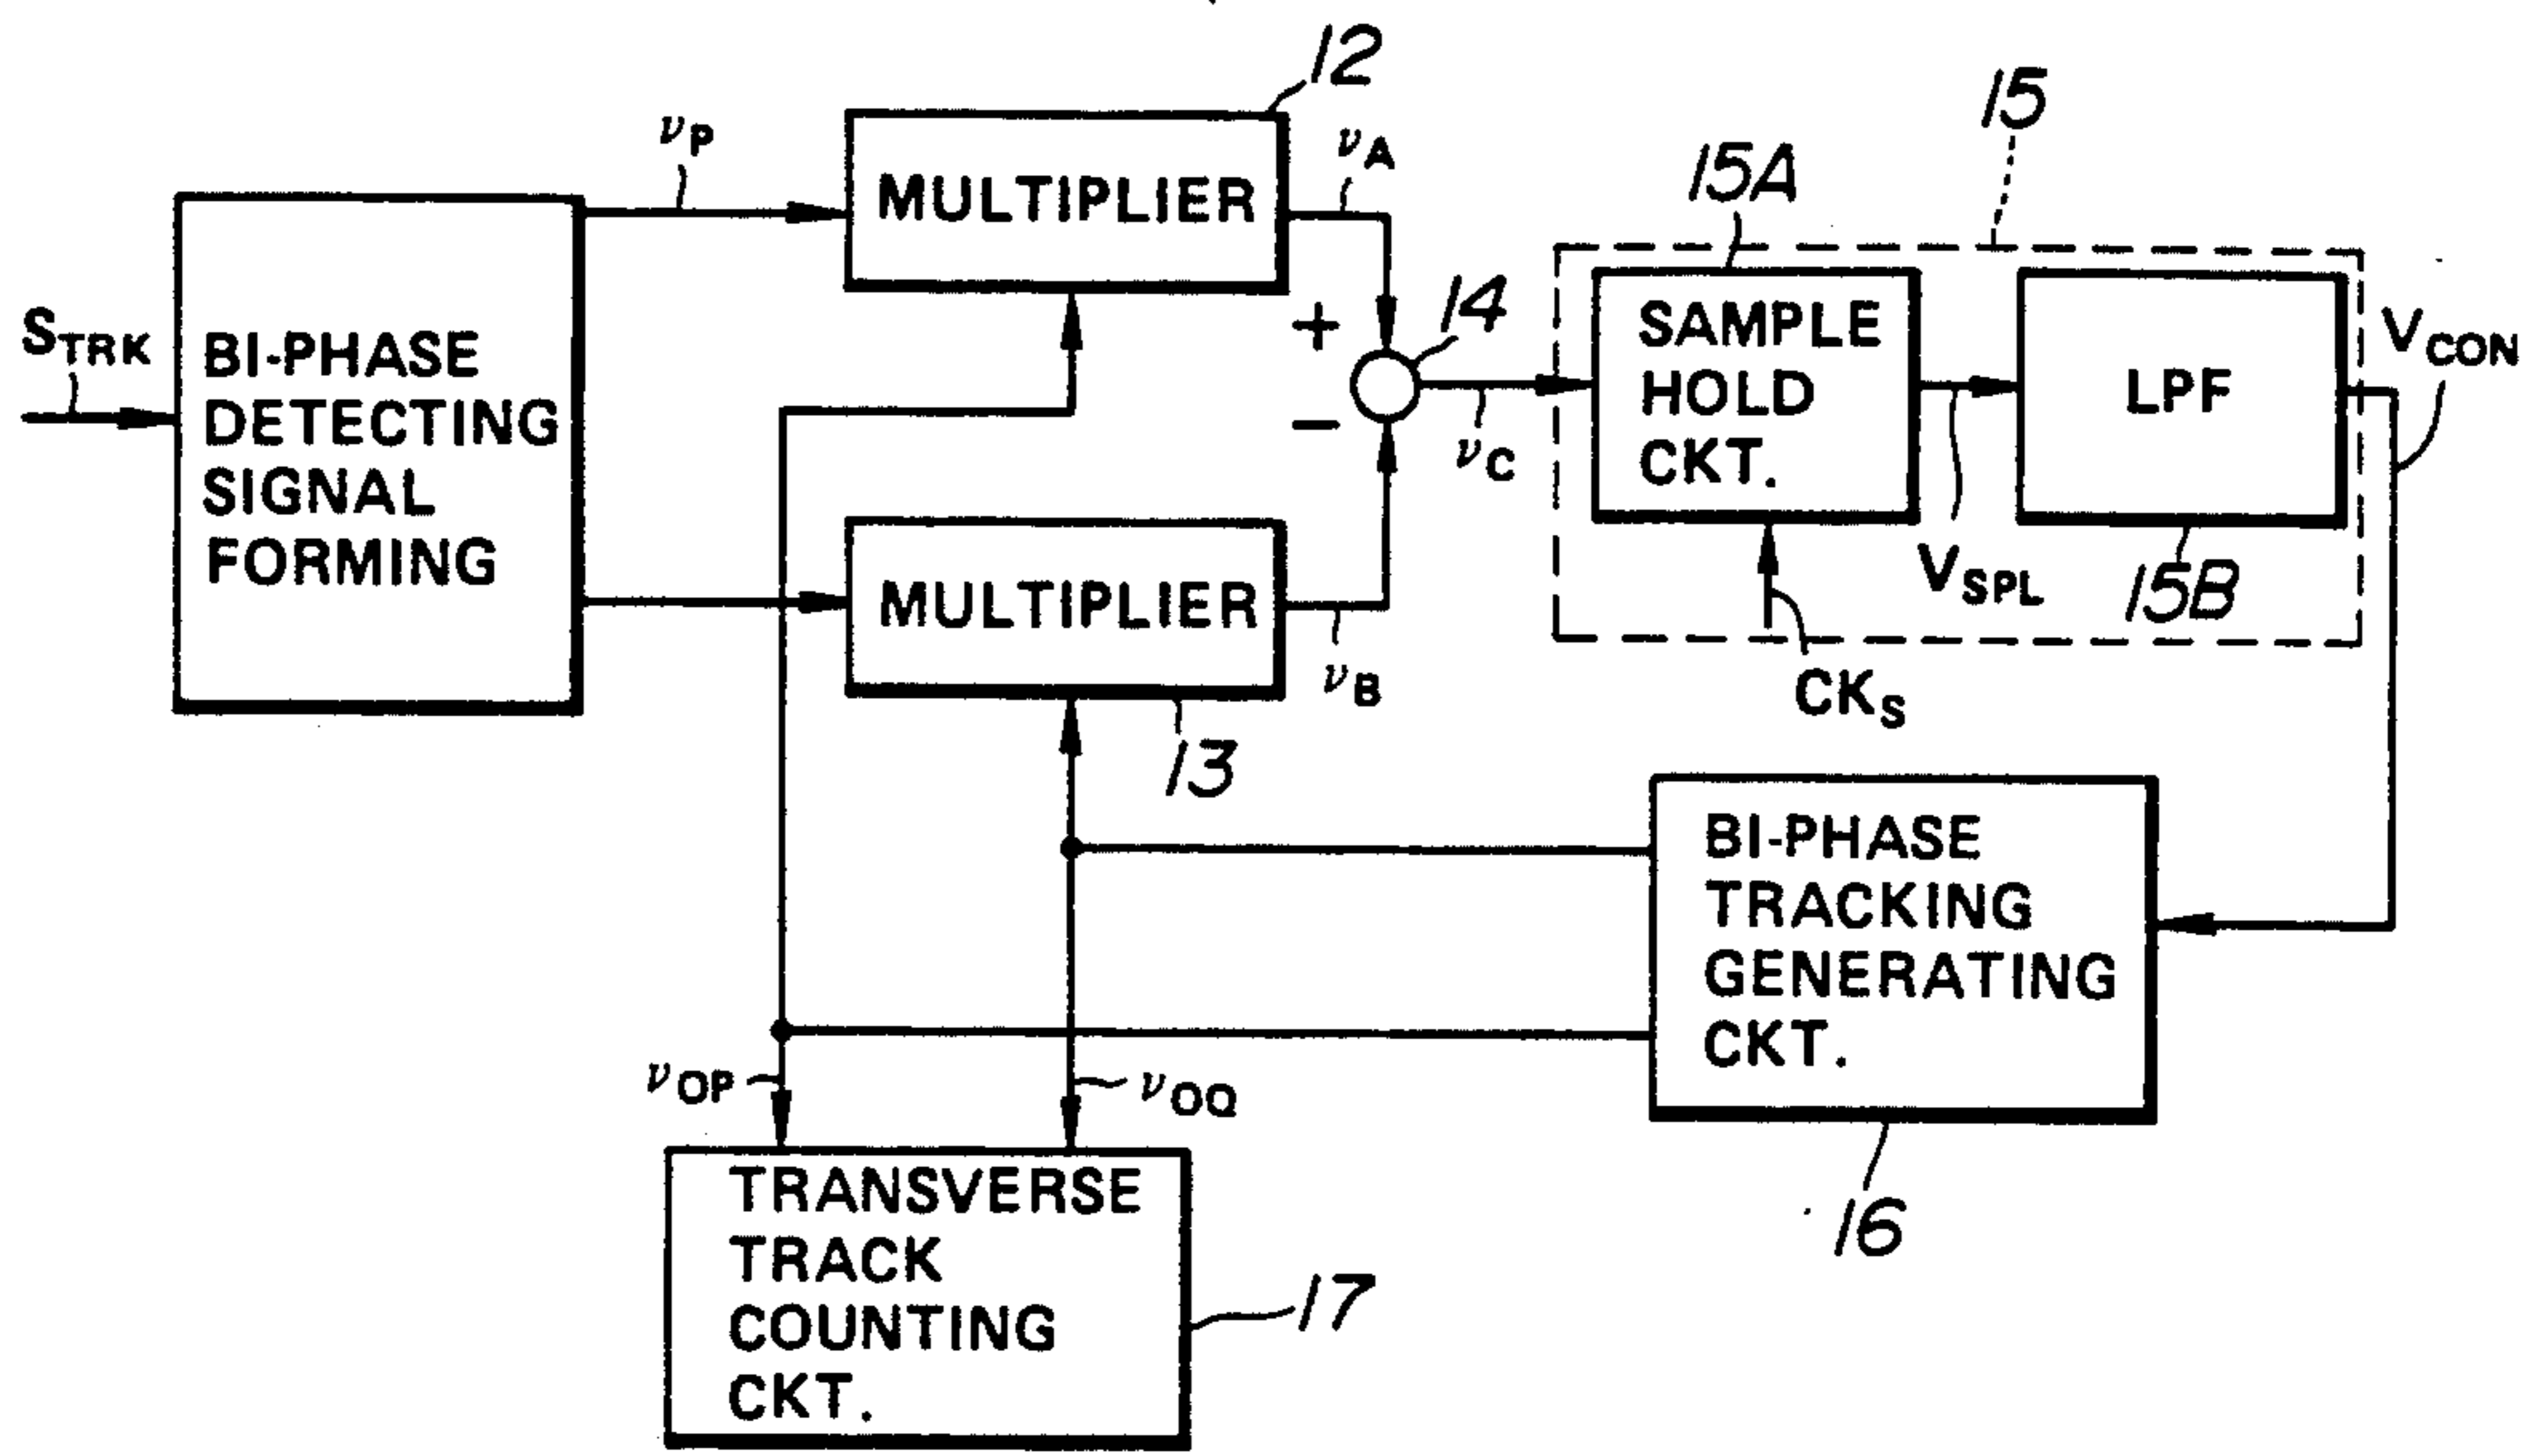 12
νP
MULTIPLIER
νA
15
15A
STRK
BI-PHASE
DETECTING
SIGNAL
FORMING
+
14
−
νC
SAMPLE
HOLD
CKT.
VSPL
LPF
15B
VCON
MULTIPLIER
νB
13
CKS
BI-PHASE
TRACKING
GENERATING
CKT.
16
νOP
νOQ
TRANSVERSE
TRACK
COUNTING
CKT.
17